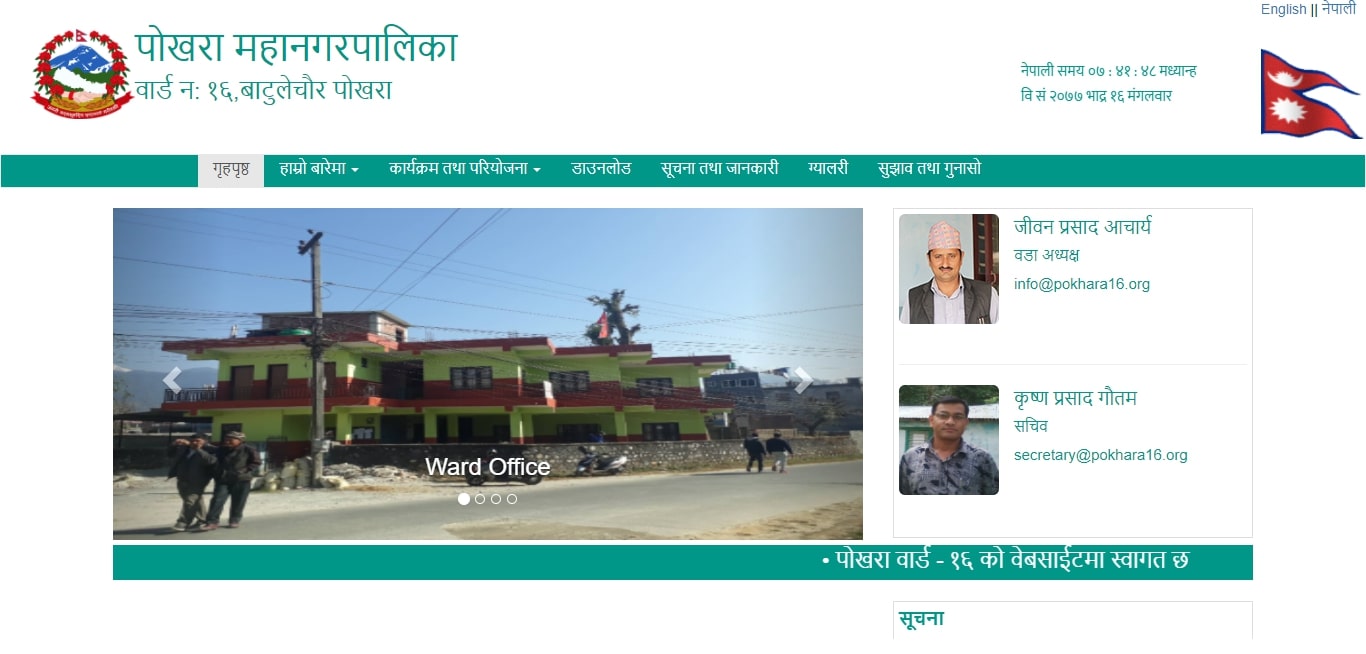 English || नेपाली
पोखरा महानगरपालिका
वार्ड न: १६,बाटुलेचौर पोखरा
नेपाली समय ०७ : ४१ : ४८ मध्यान्ह
वि सं २०७७ भाद्र १६ मंगलवार
गृहपृष्ठ हाम्रो बारेमा कार्यक्रम तथा परियोजना डाउनलोड सूचना तथा जानकारी ग्यालरी सुझाव तथा गुनासो
जीवन प्रसाद आचार्य
वडा अध्यक्ष
info@pokhara16.org
कृष्ण प्रसाद गौतम
सचिव
secretary@pokhara16.org
Ward Office
• पोखरा वार्ड - १६ को वेबसाईटमा स्वागत छ
सूचना